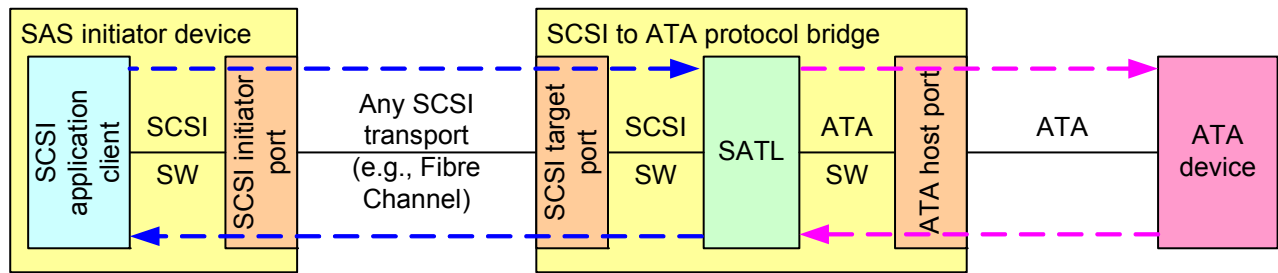 SAS initiator device
SCSI
application
client
SCSI
SW
SCSI initiator
port
Any SCSI
transport
(e.g., Fibre
Channel)
SCSI to ATA protocol bridge
SCSI target
port
SCSI
SW
SATL
ATA
SW
ATA host port
ATA
ATA
device